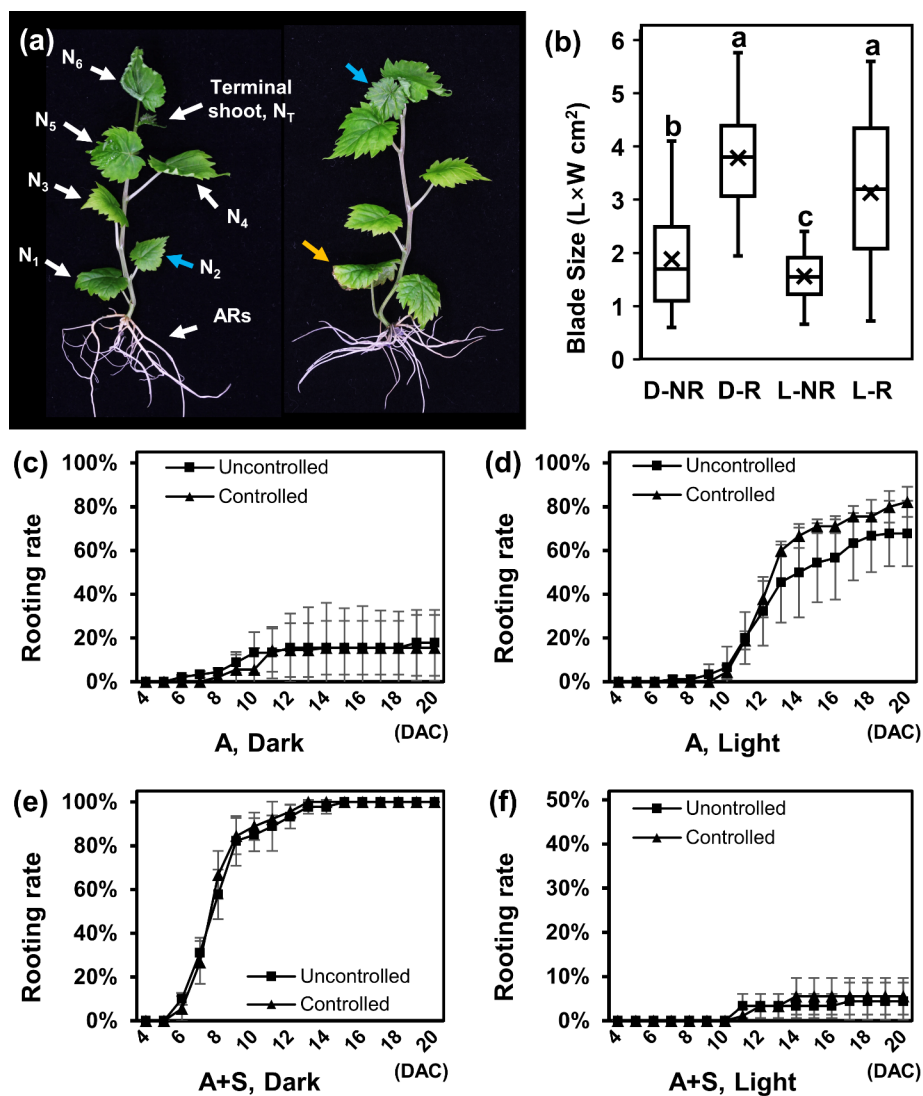 (a)
N6
Terminal
shoot, NT
N5
N3
N4
N1
N2
ARs
(b)
Blade Size (L×W cm²)
6
5
4
3
2
1
0
b
a
c
a
D-NR
D-R
L-NR
L-R
(c)
Rooting rate
100%
80%
60%
40%
20%
0%
Uncontrolled
Controlled
4
6
8
10
12
14
16
18
20
(DAC)
A, Dark
(d)
Rooting rate
100%
80%
60%
40%
20%
0%
Uncontrolled
Controlled
4
6
8
10
12
14
16
18
20
(DAC)
A, Light
(e)
Rooting rate
100%
80%
60%
40%
20%
0%
Uncontrolled
Controlled
4
6
8
10
12
14
16
18
20
(DAC)
A+S, Dark
(f)
Rooting rate
50%
40%
30%
20%
10%
0%
Unontrolled
Controlled
4
6
8
10
12
14
16
18
20
(DAC)
A+S, Light